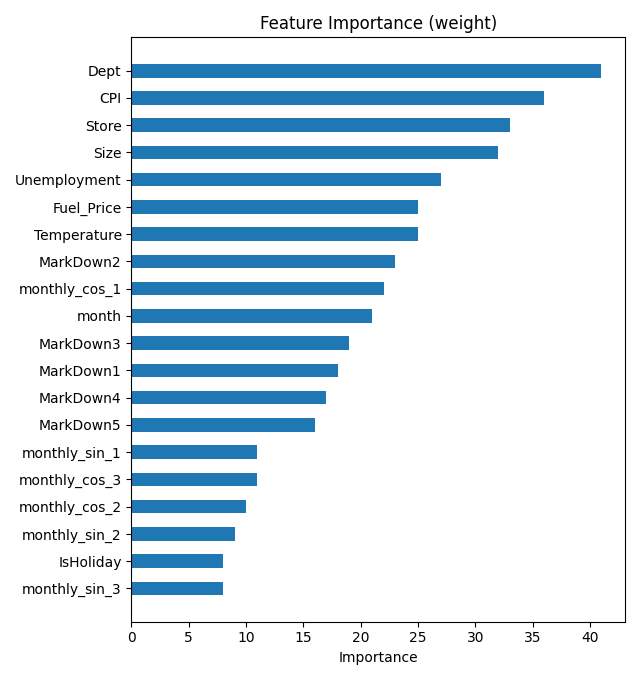 Feature Importance (weight)
Dept
CPI
Store
Size
Unemployment
Fuel_Price
Temperature
MarkDown2
monthly_cos_1
month
MarkDown3
MarkDown1
MarkDown4
MarkDown5
monthly_sin_1
monthly_cos_3
monthly_cos_2
monthly_sin_2
IsHoliday
monthly_sin_3
0 5 10 15 20 25 30 35 40
Importance